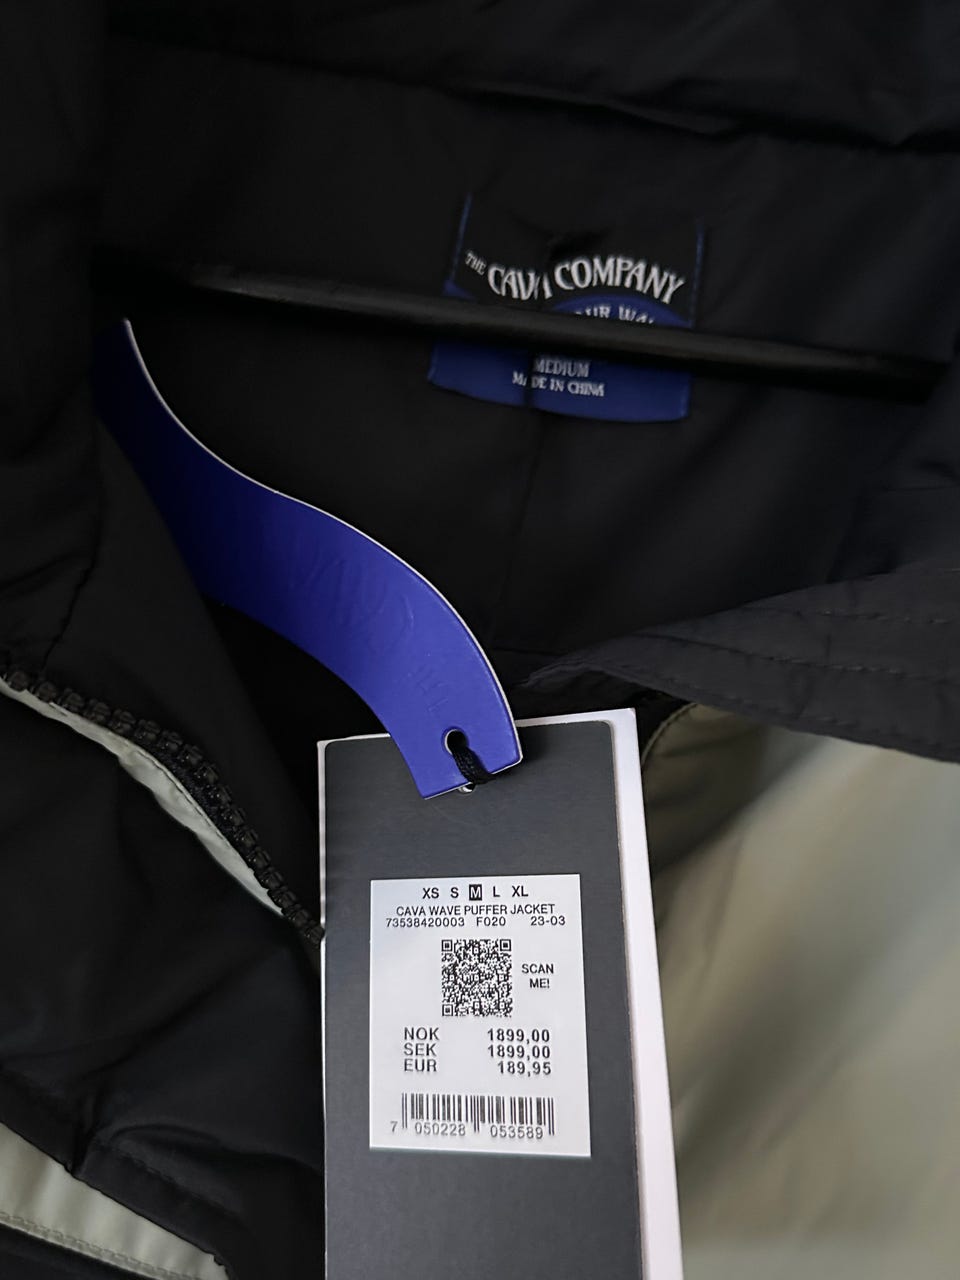 THE CAVA COMPANY
MEDIUM
MADE IN CHINA
XS S M L XL
CAVA WAVE PUFFER JACKET
73538420003 F020 23-03
SCAN
ME!
NOK 1899,00
SEK 1899,00
EUR 189,95
7 050228 053589